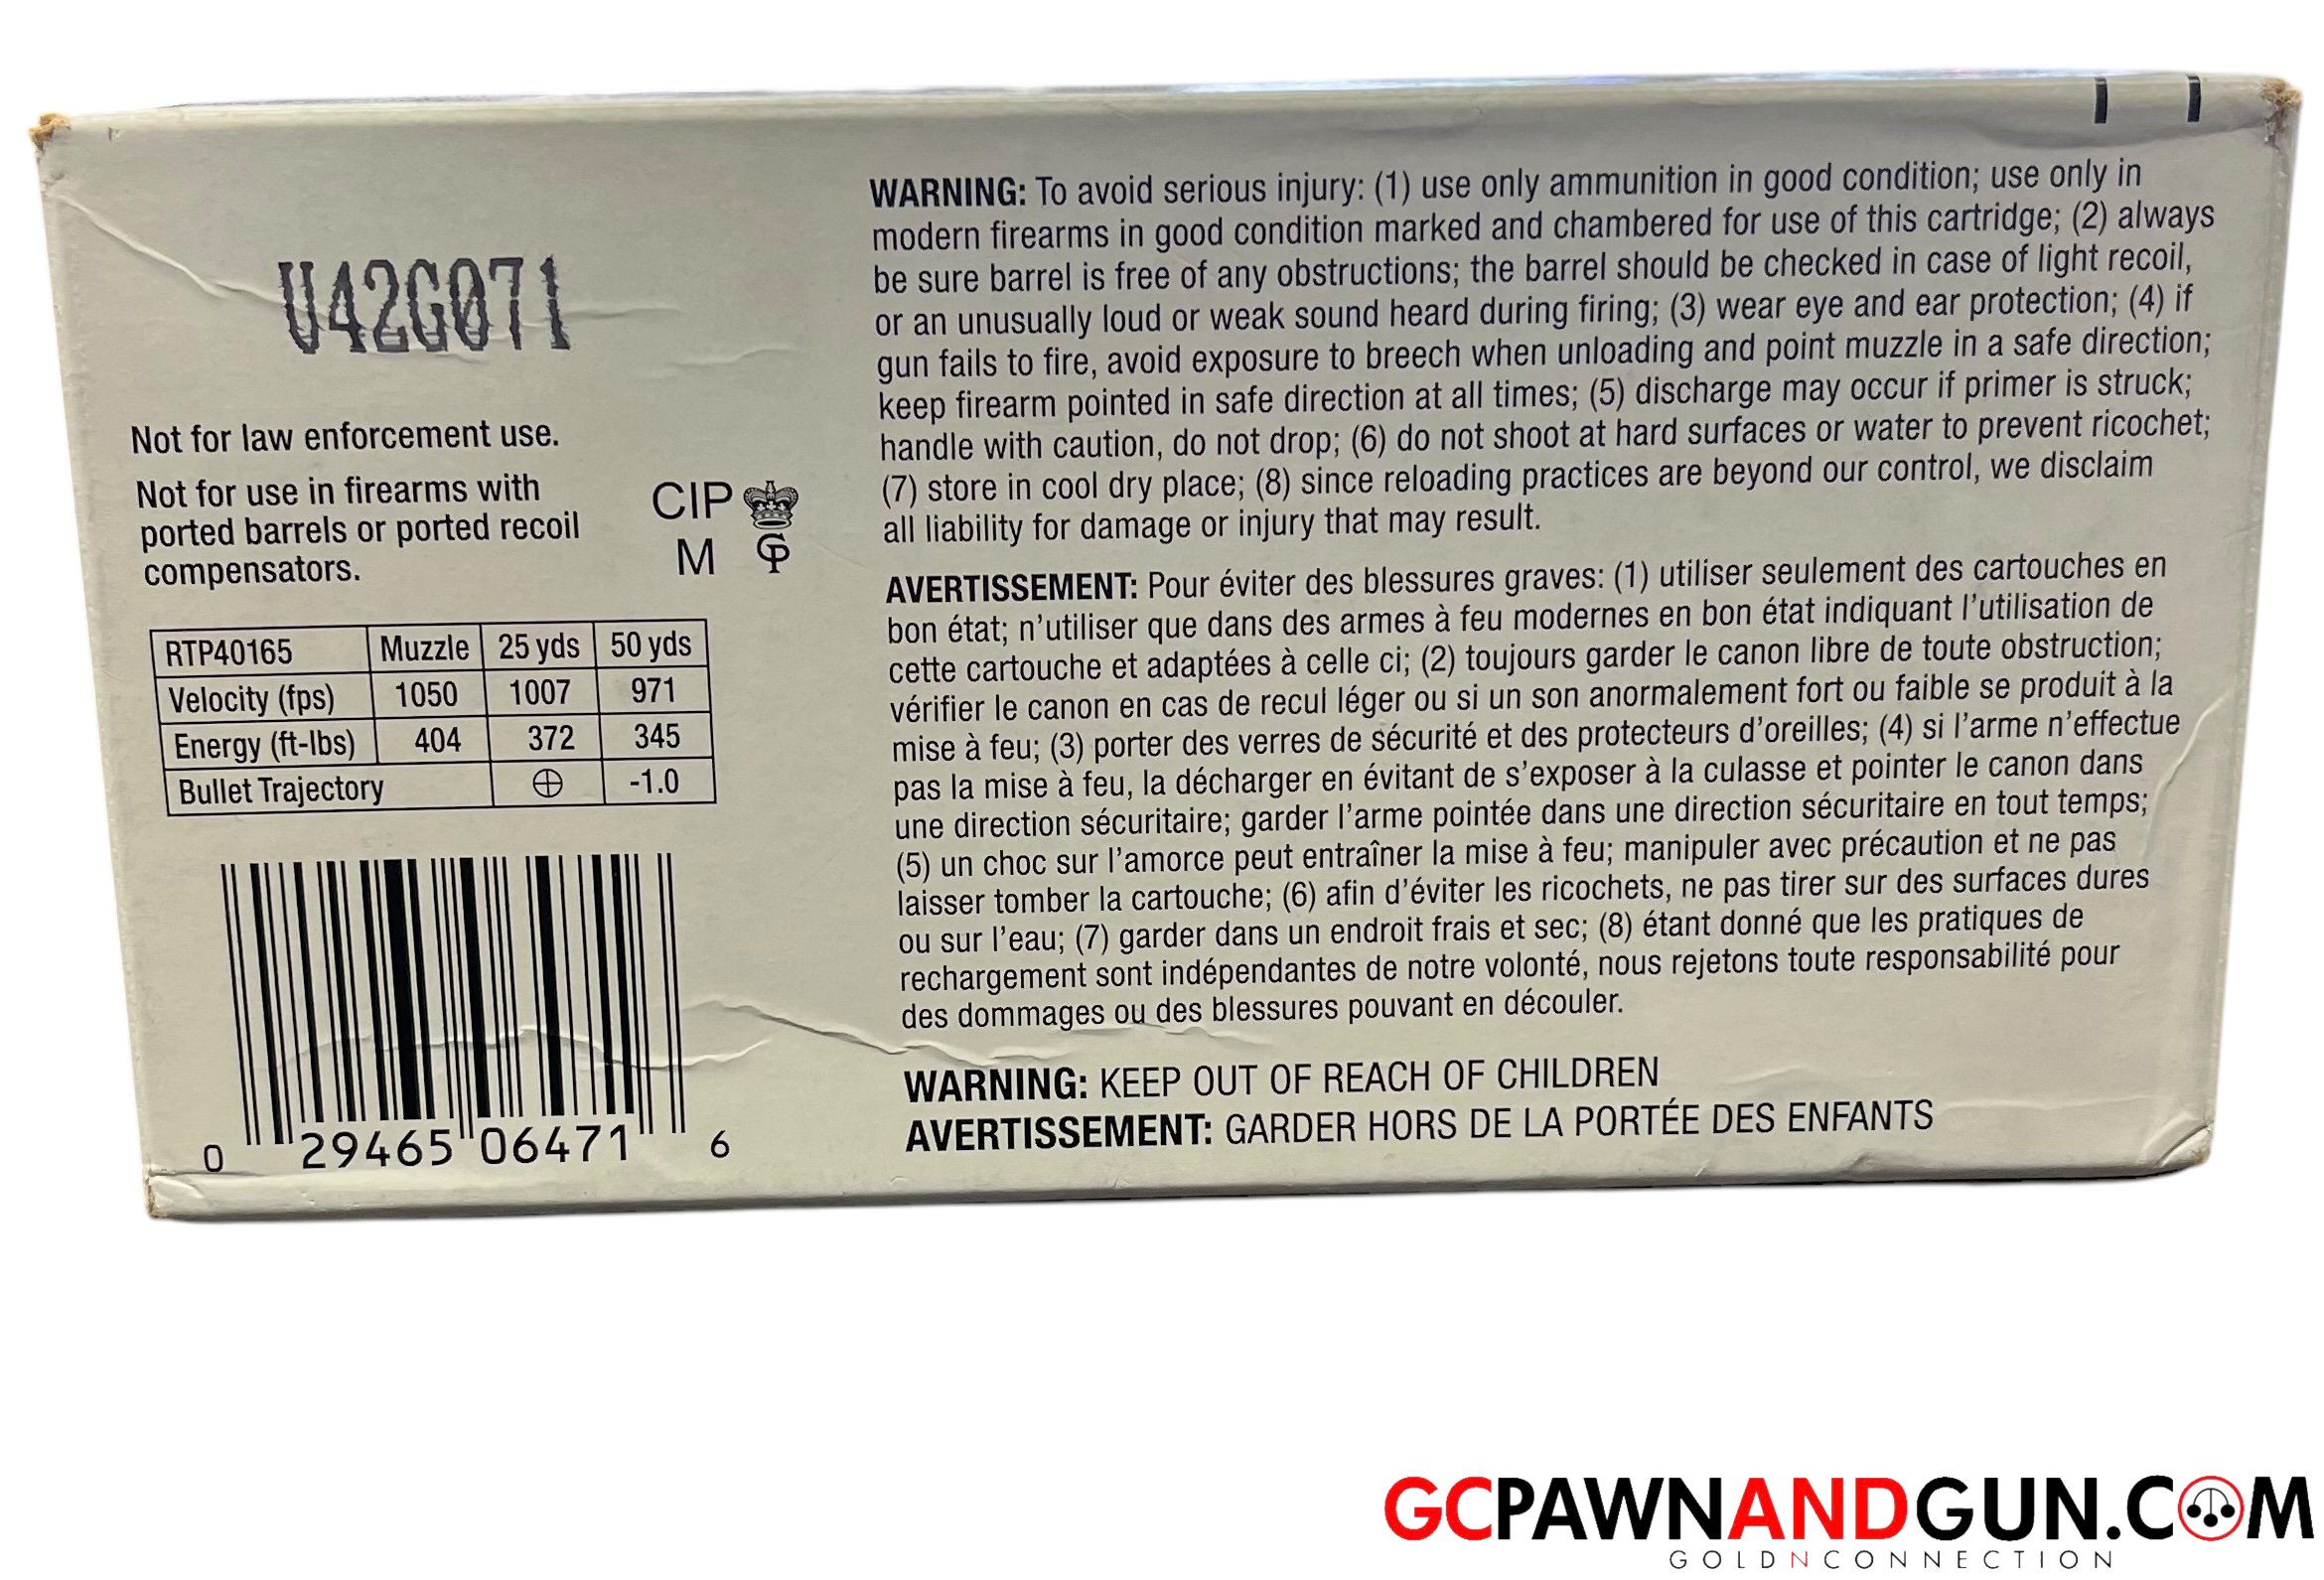 U42G071
Not for law enforcement use.
Not for use in firearms with
ported barrels or ported recoil
compensators.
CIP
M
RTP40165 Muzzle 25 yds 50 yds
Velocity (fps) 1050 1007 971
Energy (ft-lbs) 404 372 345
Bullet Trajectory ⊕ -1.0
0 29465 06471 6
WARNING: To avoid serious injury: (1) use only ammunition in good condition; use only in
modern firearms in good condition marked and chambered for use of this cartridge; (2) always
be sure barrel is free of any obstructions; the barrel should be checked in case of light recoil,
or an unusually loud or weak sound heard during firing; (3) wear eye and ear protection; (4) if
gun fails to fire, avoid exposure to breech when unloading and point muzzle in a safe direction;
keep firearm pointed in safe direction at all times; (5) discharge may occur if primer is struck;
handle with caution, do not drop; (6) do not shoot at hard surfaces or water to prevent ricochet;
(7) store in cool dry place; (8) since reloading practices are beyond our control, we disclaim
all liability for damage or injury that may result.
AVERTISSEMENT: Pour éviter des blessures graves: (1) utiliser seulement des cartouches en
bon état; n'utiliser que dans des armes à feu modernes en bon état indiquant l'utilisation de
cette cartouche et adaptées à celle ci; (2) toujours garder le canon libre de toute obstruction;
vérifier le canon en cas de recul léger ou si un son anormalement fort ou faible se produit à la
mise à feu; (3) porter des verres de sécurité et des protecteurs d'oreilles; (4) si l'arme n'effectue
pas la mise à feu, la décharger en évitant de s'exposer à la culasse et pointer le canon dans
une direction sécuritaire; garder l'arme pointée dans une direction sécuritaire en tout temps;
(5) un choc sur l'amorce peut entraîner la mise à feu; manipuler avec précaution et ne pas
laisser tomber la cartouche; (6) afin d'éviter les ricochets, ne pas tirer sur des surfaces dures
ou sur l'eau; (7) garder dans un endroit frais et sec; (8) étant donné que les pratiques de
rechargement sont indépendantes de notre volonté, nous rejetons toute responsabilité pour
des dommages ou des blessures pouvant en découler.
WARNING: KEEP OUT OF REACH OF CHILDREN
AVERTISSEMENT: GARDER HORS DE LA PORTÉE DES ENFANTS
GCPAWNANDGUN.COM
GOLDNCONNECTION